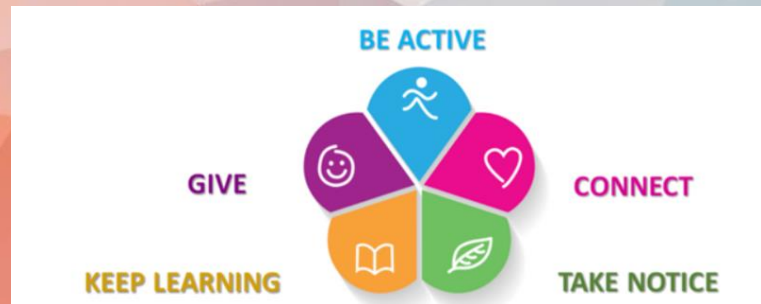 BE ACTIVE
GIVE
CONNECT
KEEP LEARNING
TAKE NOTICE